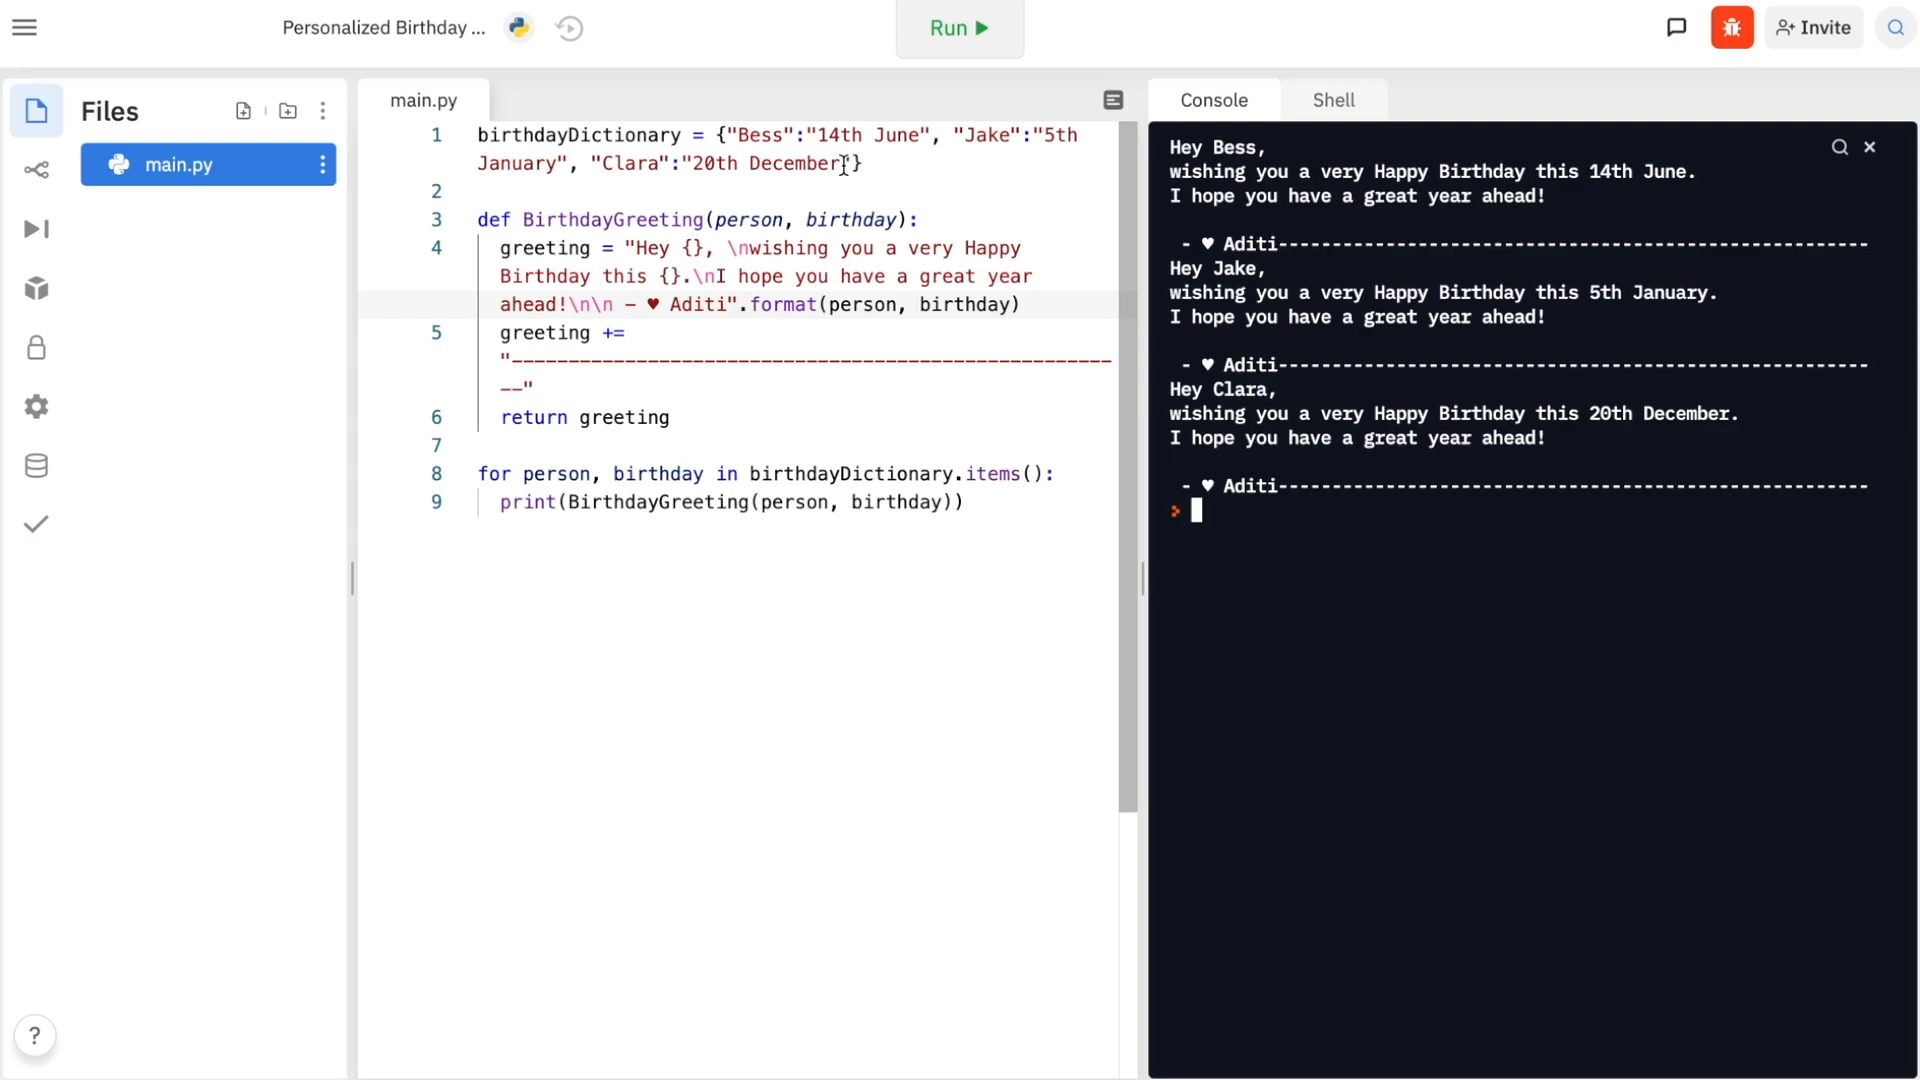 Personalized Birthday ...
Run
Invite
Files
main.py
main.py
Console
Shell
1 birthdayDictionary = {"Bess":"14th June", "Jake":"5th
January", "Clara":"20th December"}
2
3 def BirthdayGreeting(person, birthday):
4 greeting = "Hey {}, \nwishing you a very Happy
Birthday this {}.\nI hope you have a great year
ahead!\n\n - ♥ Aditi".format(person, birthday)
5 greeting +=
"-----------------------------------------------------
--"
6 return greeting
7
8 for person, birthday in birthdayDictionary.items():
9 print(BirthdayGreeting(person, birthday))
Hey Bess,
wishing you a very Happy Birthday this 14th June.
I hope you have a great year ahead!
- ♥ Aditi-------------------------------------------------------
Hey Jake,
wishing you a very Happy Birthday this 5th January.
I hope you have a great year ahead!
- ♥ Aditi-------------------------------------------------------
Hey Clara,
wishing you a very Happy Birthday this 20th December.
I hope you have a great year ahead!
- ♥ Aditi-------------------------------------------------------
?